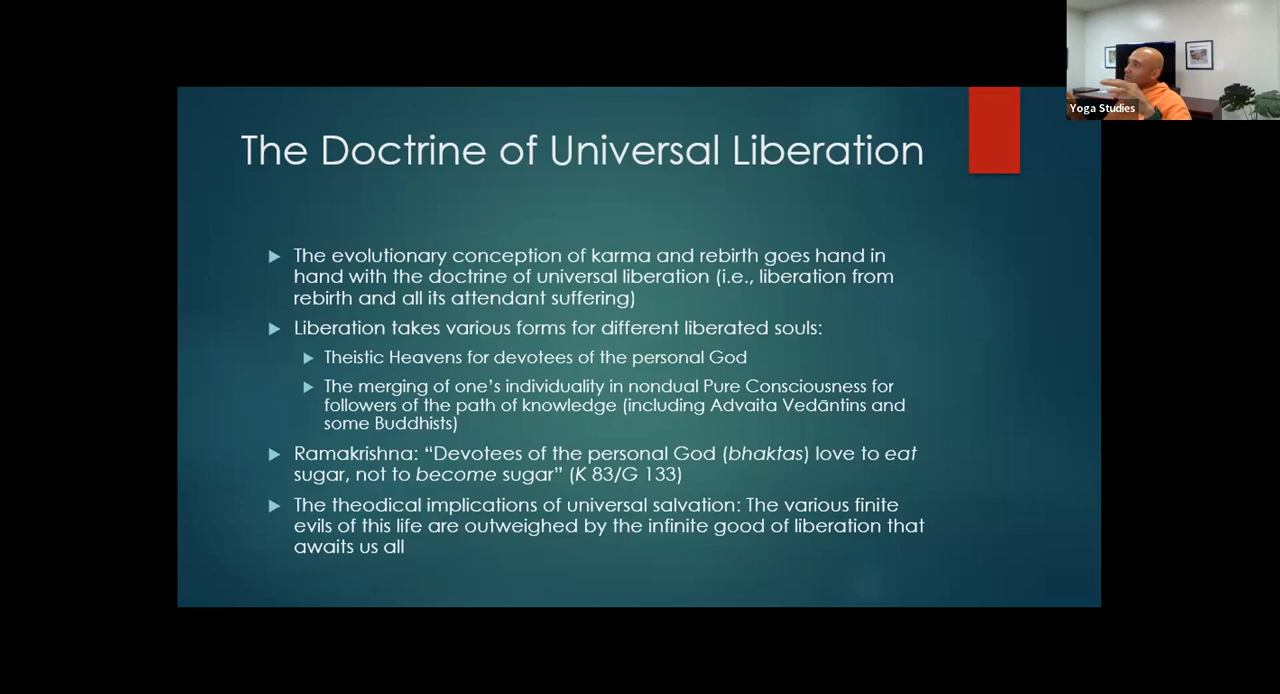 Yoga Studies
The Doctrine of Universal Liberation
The evolutionary conception of karma and rebirth goes hand in
hand with the doctrine of universal liberation (i.e., liberation from
rebirth and all its attendant suffering)
Liberation takes various forms for different liberated souls:
Theistic Heavens for devotees of the personal God
The merging of one's individuality in nondual Pure Consciousness for
followers of the path of knowledge (including Advaita Vedāntins and
some Buddhists)
Ramakrishna: “Devotees of the personal God (bhaktas) love to eat
sugar, not to become sugar” (K 83/G 133)
The theodical implications of universal salvation: The various finite
evils of this life are outweighed by the infinite good of liberation that
awaits us all